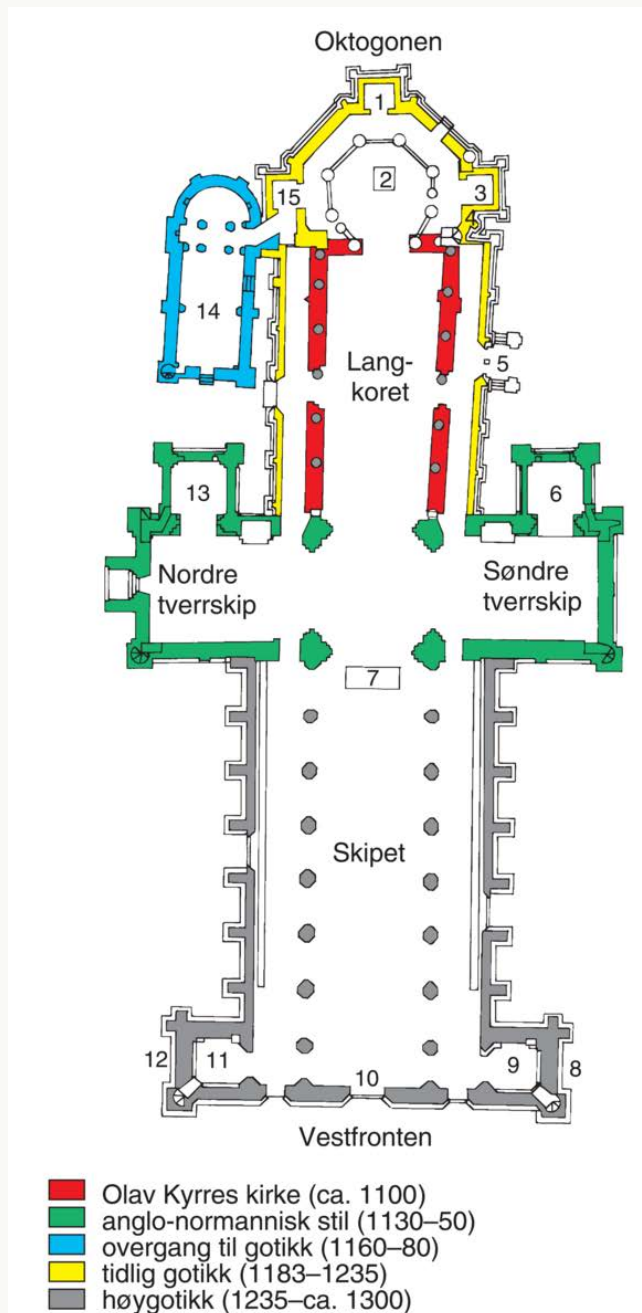 Oktogonen
1
2
3
15
4
14
Lang-
koret
5
13
6
Nordre
tverrskip
Søndre
tverrskip
7
Skipet
12
11
10
9
8
Vestfronten
Olav Kyrres kirke (ca. 1100)
anglo-normannisk stil (1130–50)
overgang til gotikk (1160–80)
tidlig gotikk (1183–1235)
høygotikk (1235–ca. 1300)